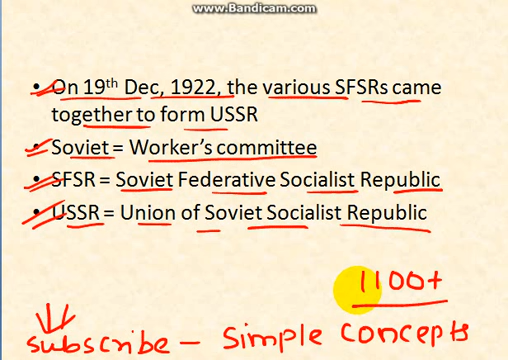 www.Bandicam.com
• On 19th Dec, 1922, the various SFSRs came
together to form USSR
• Soviet = Worker's committee
• SFSR = Soviet Federative Socialist Republic
• USSR = Union of Soviet Socialist Republic
1100+
subscribe - Simple Concepts